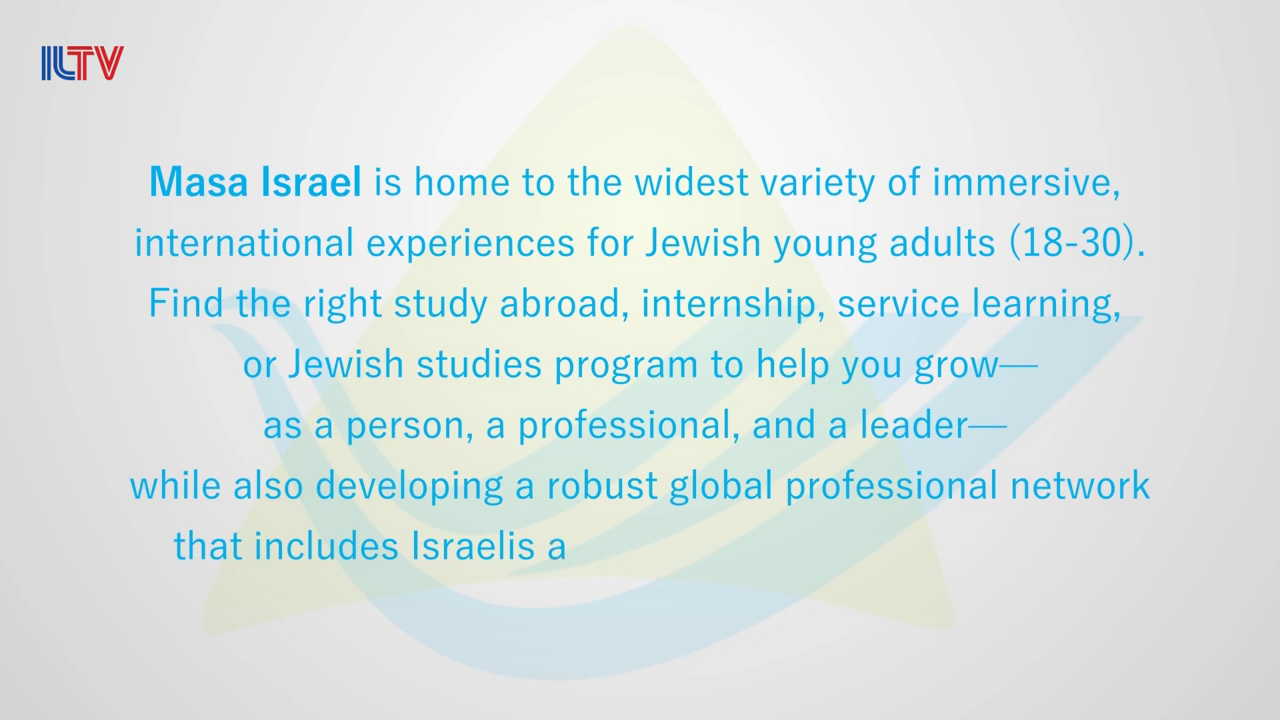 ILTV
Masa Israel is home to the widest variety of immersive,
international experiences for Jewish young adults (18-30).
Find the right study abroad, internship, service learning,
or Jewish studies program to help you grow—
as a person, a professional, and a leader—
while also developing a robust global professional network
that includes Israelis a